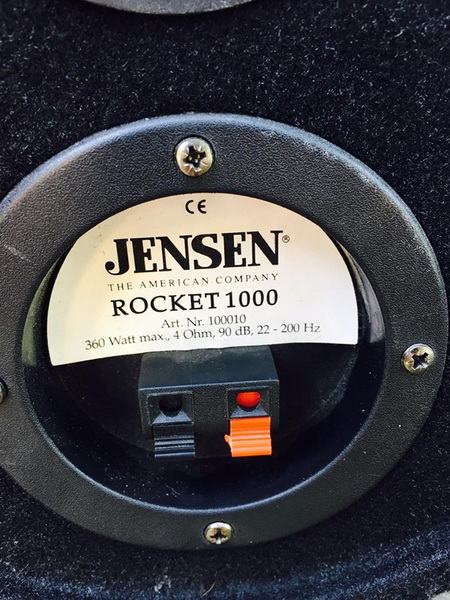 CE
JENSEN®
THE AMERICAN COMPANY
ROCKET 1000
Art. Nr. 100010
360 Watt max., 4 Ohm, 90 dB, 22 - 200 Hz